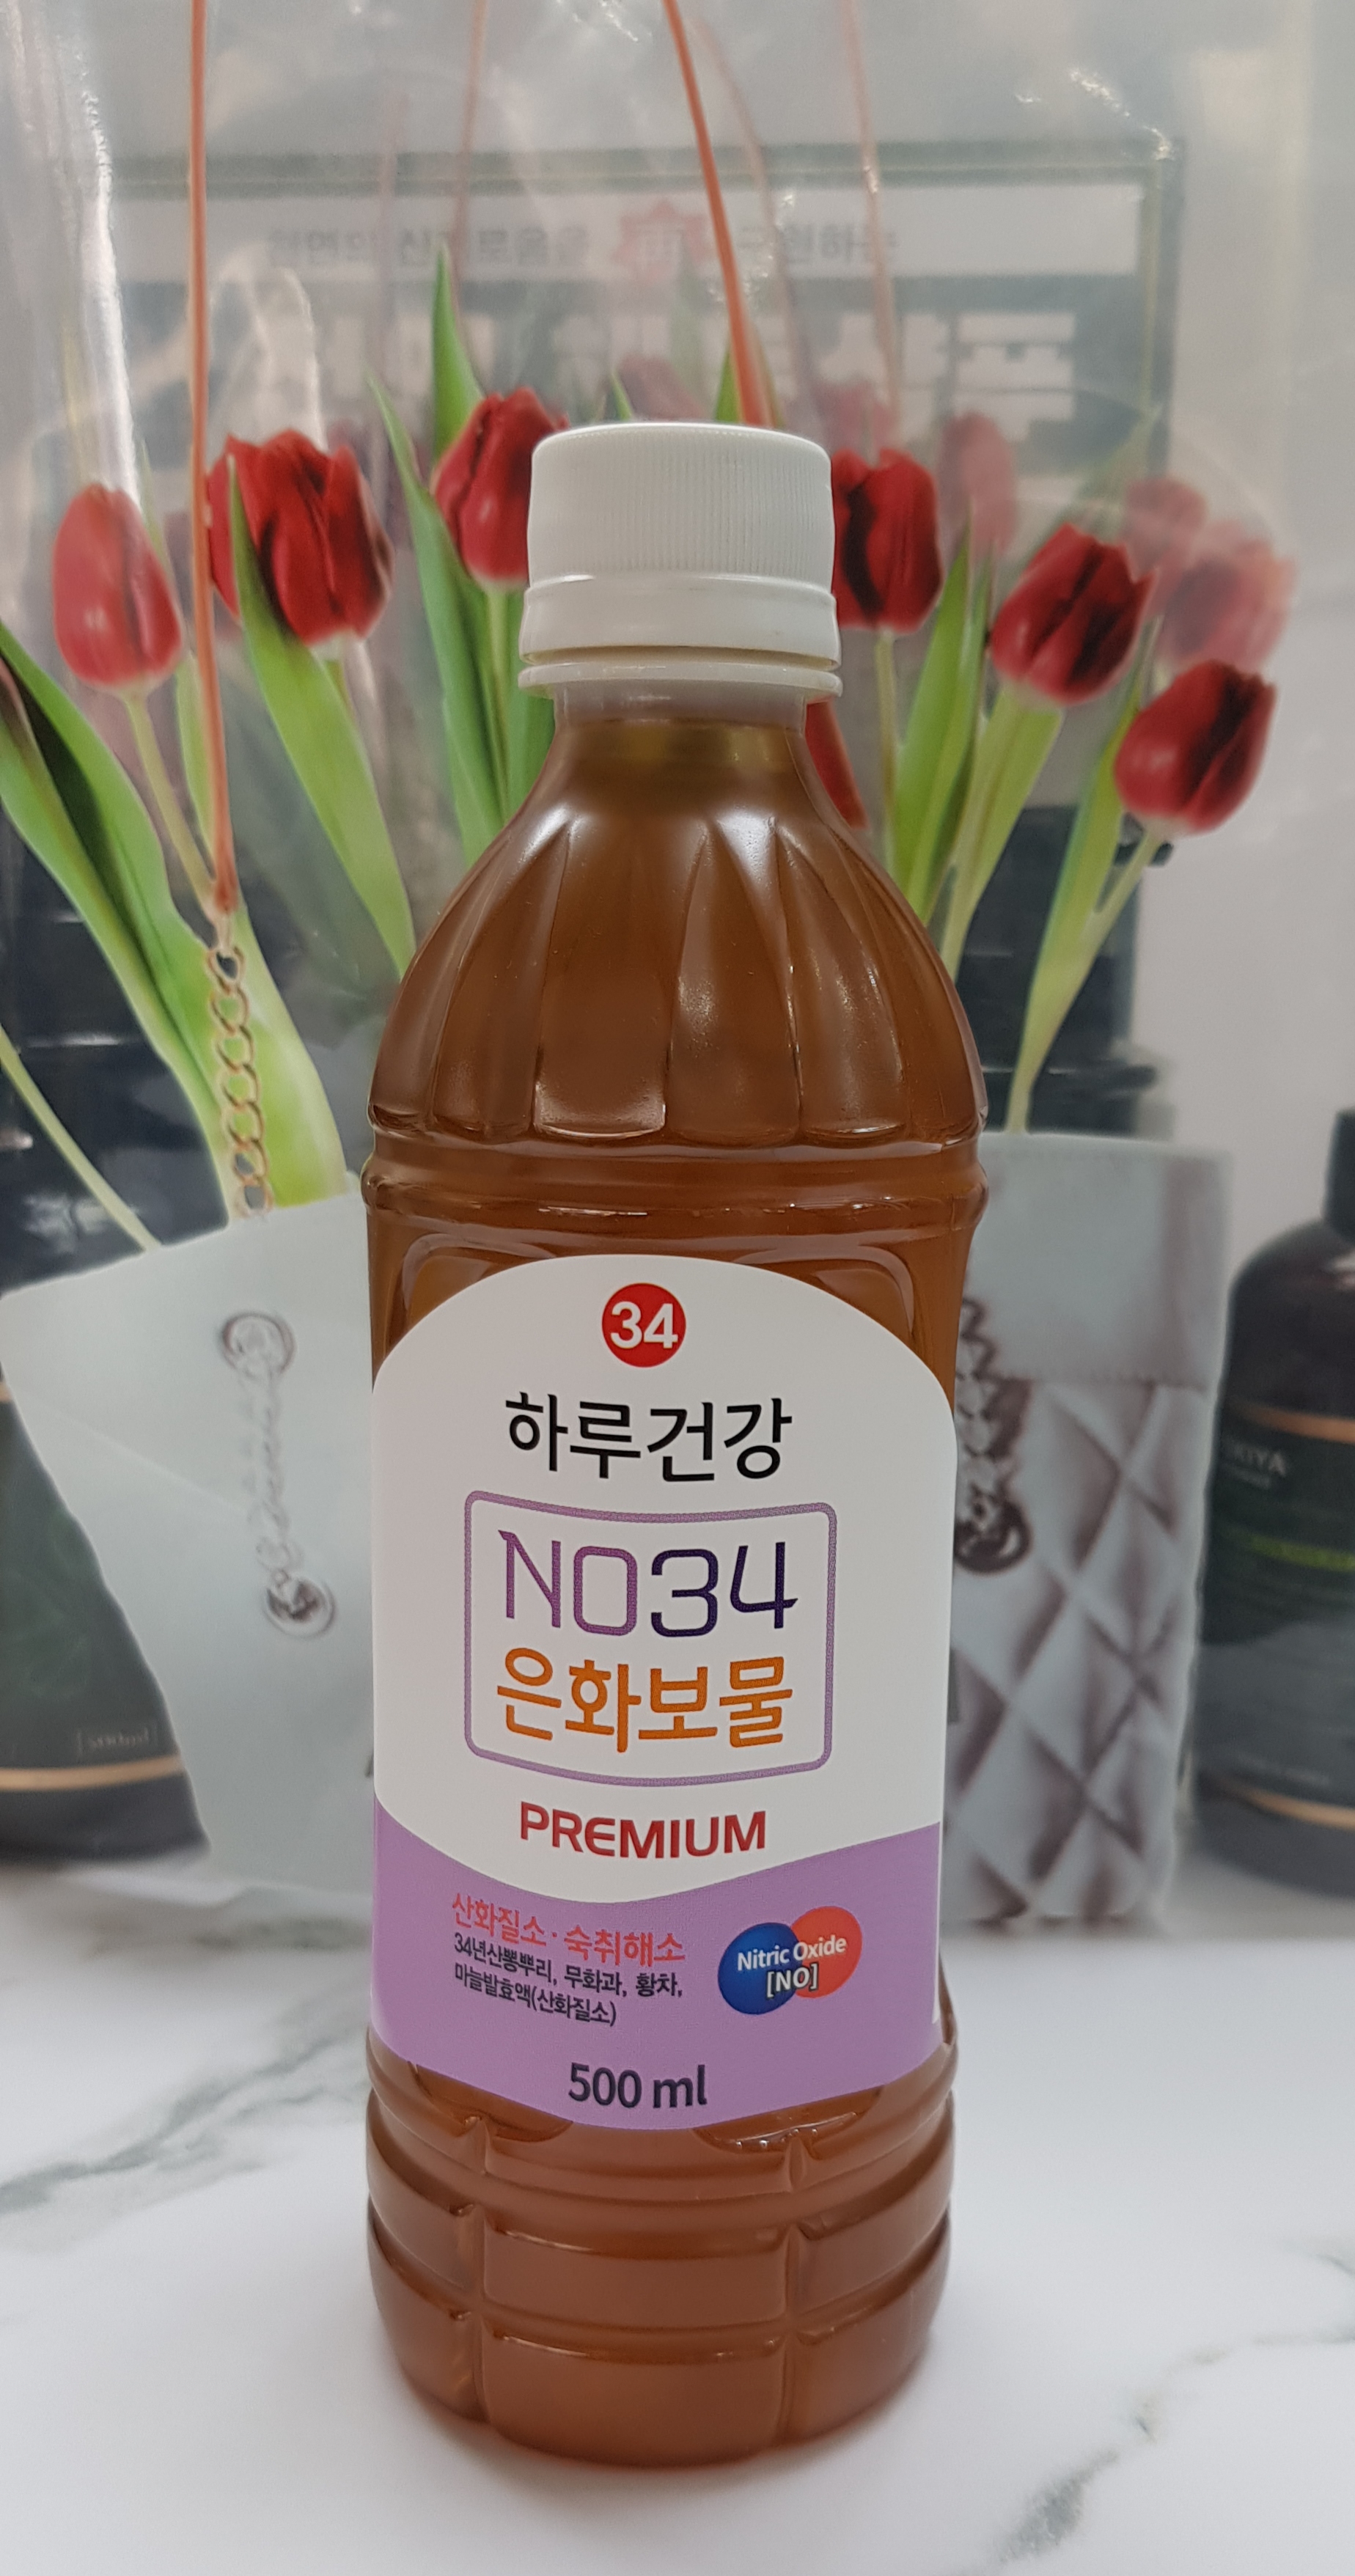 34
하루건강
NO34
은화보물
PREMIUM
산화질소·숙취해소
34년산뽕뿌리, 무화과, 황차,
마늘발효액(산화질소)
Nitric Oxide
[NO]
500 ml
[500ml]